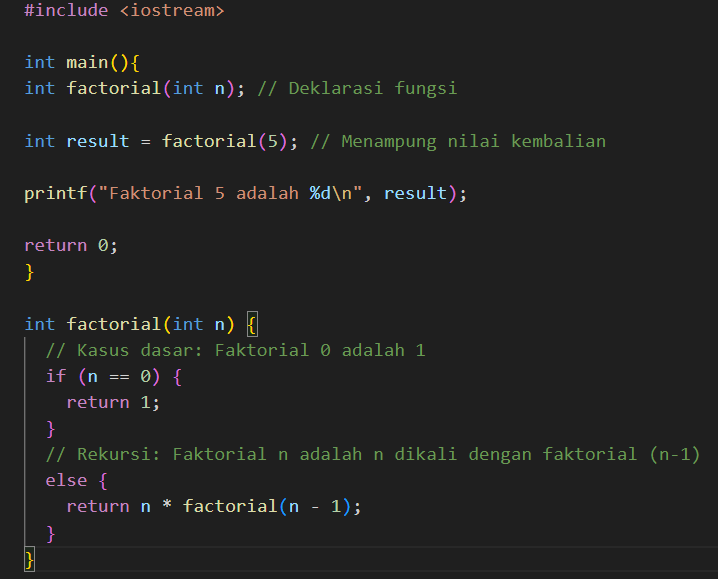 #include <iostream>
int main(){
int factorial(int n); // Deklarasi fungsi
int result = factorial(5); // Menampung nilai kembalian
printf("Faktorial 5 adalah %d\n", result);
return 0;
}
int factorial(int n) {
// Kasus dasar: Faktorial 0 adalah 1
if (n == 0) {
return 1;
}
// Rekursi: Faktorial n adalah n dikali dengan faktorial (n-1)
else {
return n * factorial(n - 1);
}
}